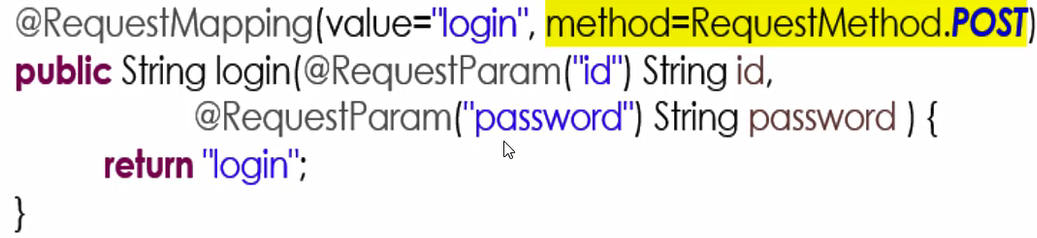 @RequestMapping(value="login", method=RequestMethod.POST)
public String login(@RequestParam("id") String id,
@RequestParam("password") String password ) {
return "login";
}